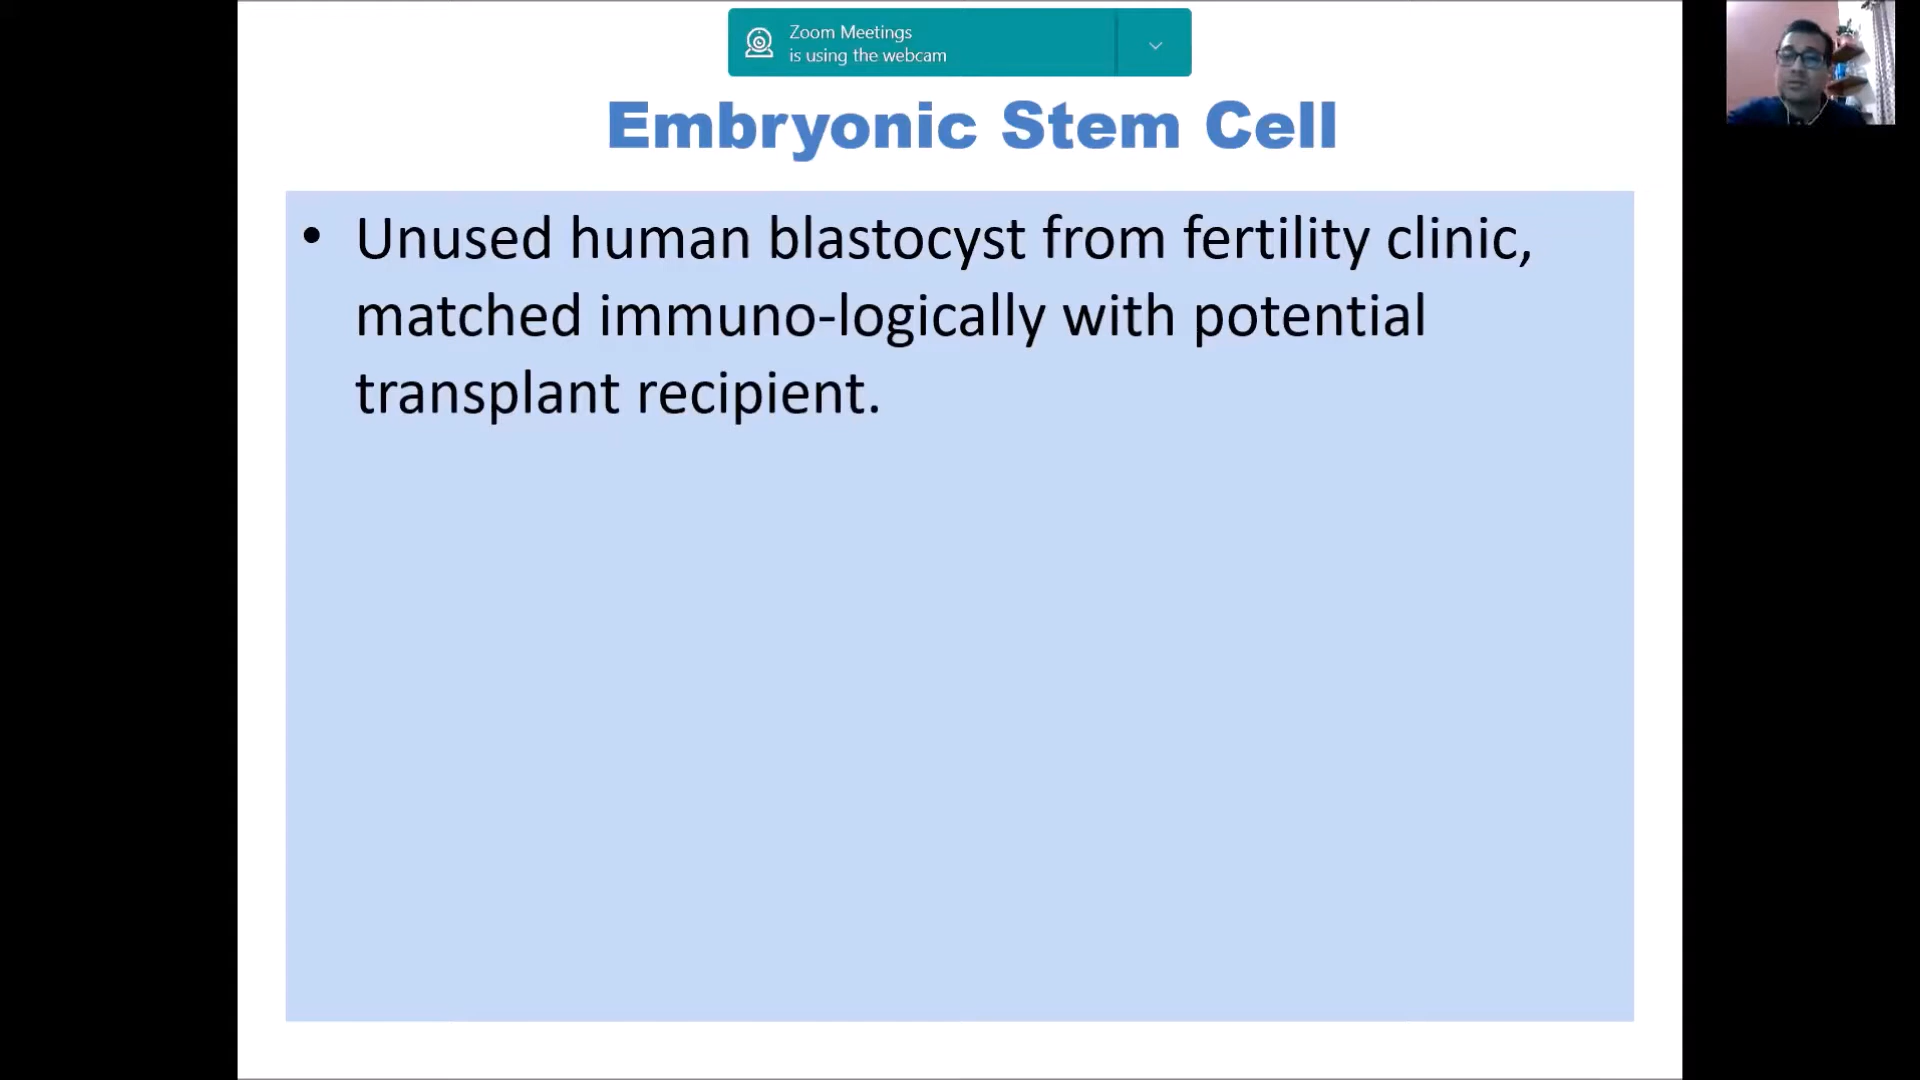 Zoom Meetings
is using the webcam
Embryonic Stem Cell
• Unused human blastocyst from fertility clinic,
matched immuno-logically with potential
transplant recipient.